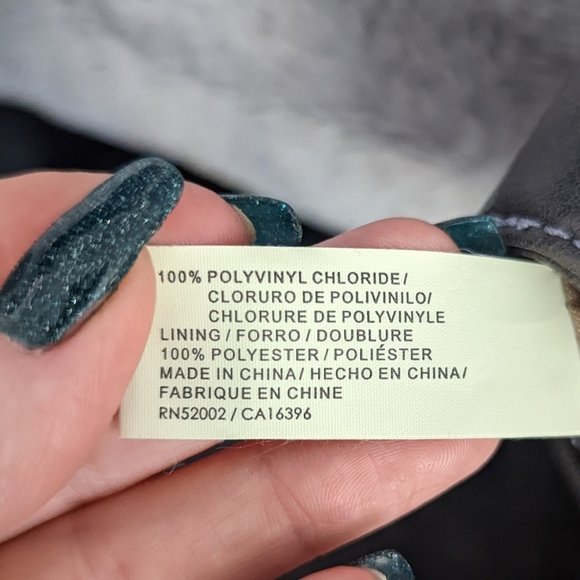 100% POLYVINYL CHLORIDE/
CLORURO DE POLIVINILO/
CHLORURE DE POLYVINYLE
LINING / FORRO / DOUBLURE
100% POLYESTER / POLIÉSTER
MADE IN CHINA / HECHO EN CHINA/
FABRIQUE EN CHINE
RN52002 / CA16396